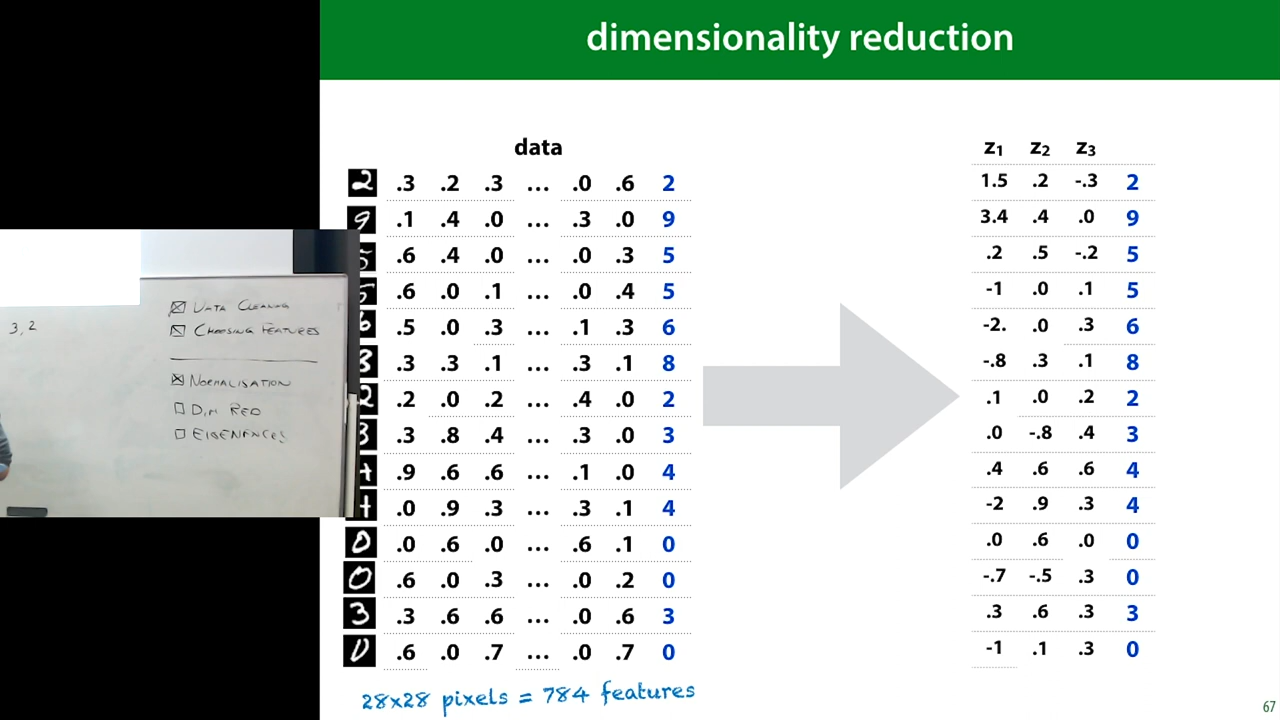 dimensionality reduction
data
.3 .2 .3 ... .0 .6 2
.1 .4 .0 ... .3 .0 9
.6 .4 .0 ... .0 .3 5
.6 .0 .1 ... .0 .4 5
.5 .0 .3 ... .1 .3 6
.3 .3 .1 ... .3 .1 8
.2 .0 .2 ... .4 .0 2
.3 .8 .4 ... .3 .0 3
.9 .6 .6 ... .1 .0 4
.0 .9 .3 ... .3 .1 4
.0 .6 .0 ... .6 .1 0
.6 .0 .3 ... .0 .2 0
.3 .6 .6 ... .0 .6 3
.6 .0 .7 ... .0 .7 0
28x28 pixels = 784 features
z1 z2 z3
1.5 .2 -.3 2
3.4 .4 .0 9
.2 .5 -.2 5
-1 .0 .1 5
-2. .0 .3 6
-.8 .3 .1 8
.1 .0 .2 2
.0 -.8 .4 3
.4 .6 .6 4
-2 .9 .3 4
.0 .6 .0 0
-.7 -.5 .3 0
.3 .6 .3 3
-1 .1 .3 0
3, 2
DATA CLEANING
CHOOSING FEATURES
NORMALISATION
DIM RED
EIGENFACES
67